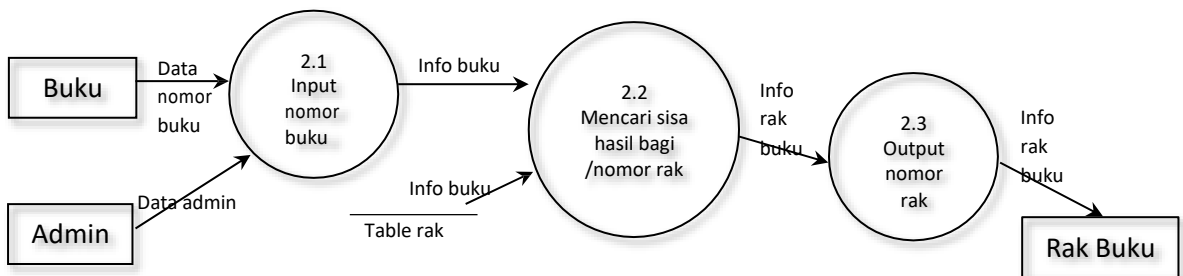 Buku
Data
nomor
buku
2.1
Input
nomor
buku
Info buku
2.2
Mencari sisa
hasil bagi
/nomor rak
Info
rak
buku
2.3
Output
nomor
rak
Info
rak
buku
Admin
Data admin
Info buku
Table rak
Rak Buku